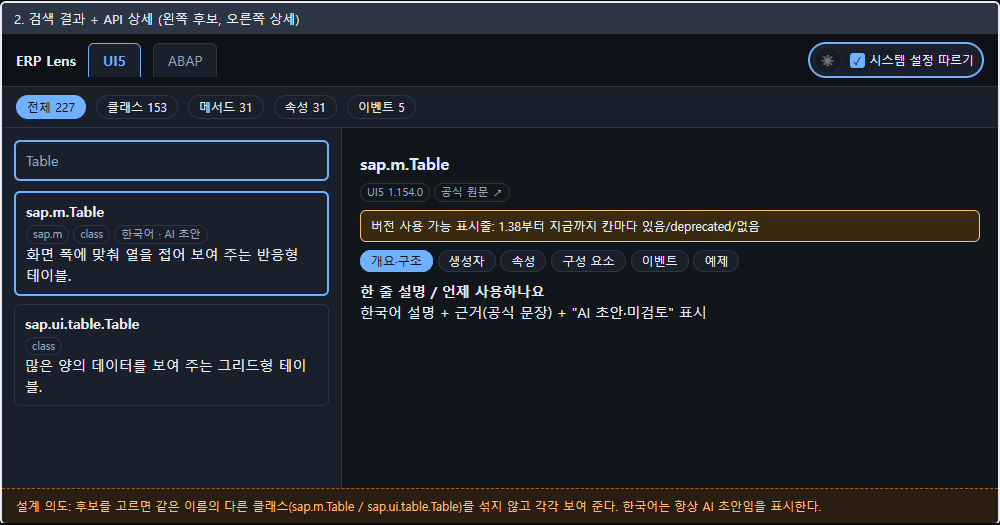 2. 검색 결과 + API 상세 (왼쪽 후보, 오른쪽 상세)
ERP Lens UI5 ABAP 시스템 설정 따르기
전체 227 클래스 153 메서드 31 속성 31 이벤트 5
Table
sap.m.Table
sap.m class 한국어 · AI 초안
화면 폭에 맞춰 열을 접어 보여 주는 반응형
테이블.
sap.ui.table.Table
class
많은 양의 데이터를 보여 주는 그리드형 테이
블.
sap.m.Table
UI5 1.154.0 공식 원문 ↗
버전 사용 가능 표시줄: 1.38부터 지금까지 칸마다 있음/deprecated/없음
개요·구조 생성자 속성 구성 요소 이벤트 예제
한 줄 설명 / 언제 사용하나요
한국어 설명 + 근거(공식 문장) + "AI 초안·미검토" 표시
설계 의도: 후보를 고르면 같은 이름의 다른 클래스(sap.m.Table / sap.ui.table.Table)를 섞지 않고 각각 보여 준다. 한국어는 항상 AI 초안임을 표시한다.